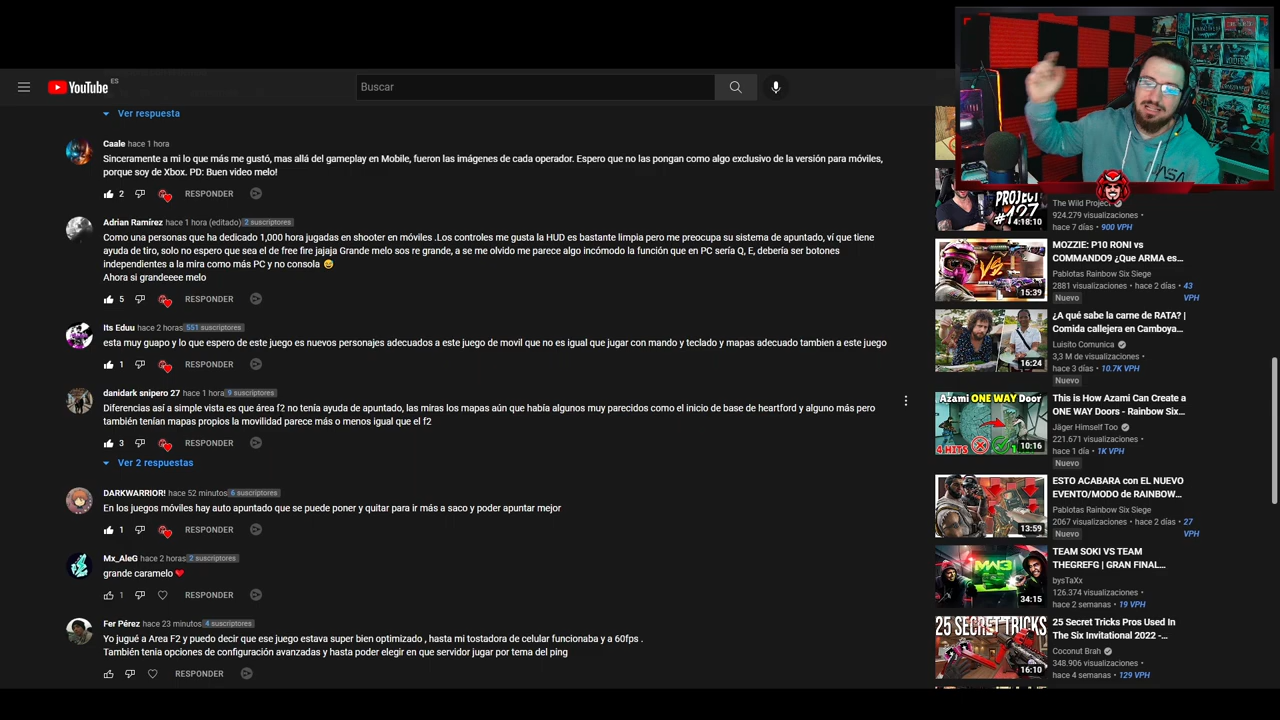 YouTube ES
Buscar
Ver respuesta
Caale hace 1 hora
Sinceramente a mi lo que más me gustó, mas allá del gameplay en Mobile, fueron las imágenes de cada operador. Espero que no las pongan como algo exclusivo de la versión para móviles,
porque soy de Xbox. PD: Buen video melo!
2 RESPONDER
Adrian Ramírez hace 1 hora (editado) 2 suscriptores
Como una personas que ha dedicado 1,000 hora jugadas en shooter en móviles .Los controles me gusta la HUD es bastante limpia pero me preocupa su sistema de apuntado, ví que tiene
ayuda de tiro, solo no espero que sea el de free fire jajaja Grande melo sos re grande, a se me olvido me parece algo incómodo la función que en PC sería Q, E, debería ser botones
independientes a la mira como más PC y no consola 😅
Ahora si grandeeee melo
5 RESPONDER
Its Eduu hace 2 horas 551 suscriptores
esta muy guapo y lo que espero de este juego es nuevos personajes adecuados a este juego de movil que no es igual que jugar con mando y teclado y mapas adecuado tambien a este juego
1 RESPONDER
danidark snipero 27 hace 1 hora 9 suscriptores
Diferencias así a simple vista es que área f2 no tenía ayuda de apuntado, las miras los mapas aún que había algunos muy parecidos como el inicio de base de heartford y alguno más pero
también tenían mapas propios la movilidad parece más o menos igual que el f2
3 RESPONDER
Ver 2 respuestas
DARKWARRIOR! hace 52 minutos 6 suscriptores
En los juegos móviles hay auto apuntado que se puede poner y quitar para ir más a saco y poder apuntar mejor
1 RESPONDER
Mx_AleG hace 2 horas 2 suscriptores
grande caramelo ❤
1 RESPONDER
Fer Pérez hace 23 minutos 4 suscriptores
Yo jugué a Area F2 y puedo decir que ese juego estava super bien optimizado , hasta mi tostadora de celular funcionaba y a 60fps .
También tenia opciones de configuración avanzadas y hasta poder elegir en que servidor jugar por tema del ping
RESPONDER
NASA
PROJECT
#137
4:18:10
The Wild Project
924.279 visualizaciones •
hace 7 días • 900 VPH
VS
15:39
MOZZIE: P10 RONI vs
COMMANDO9 ¿Que ARMA es...
Pablotas Rainbow Six Siege
2881 visualizaciones • hace 2 días • 43
VPH
Nuevo
16:24
¿A qué sabe la carne de RATA? |
Comida callejera en Camboya...
Luisito Comunica
3,3 M de visualizaciones •
hace 3 días • 10.7K VPH
Nuevo
Azami ONE WAY Door
4 HITS
10:16
This is How Azami Can Create a
ONE WAY Doors - Rainbow Six...
Jäger Himself Too
221.671 visualizaciones •
hace 1 día • 1K VPH
Nuevo
13:59
ESTO ACABARA con EL NUEVO
EVENTO/MODO de RAINBOW...
Pablotas Rainbow Six Siege
2067 visualizaciones • hace 2 días • 27
VPH
Nuevo
MW3
34:15
TEAM SOKI VS TEAM
THEGREFG | GRAN FINAL...
bysTaXx
126.374 visualizaciones •
hace 2 semanas • 19 VPH
25 SECRET TRICKS
16:10
25 Secret Tricks Pros Used In
The Six Invitational 2022 -...
Coconut Brah
348.906 visualizaciones •
hace 4 semanas • 129 VPH